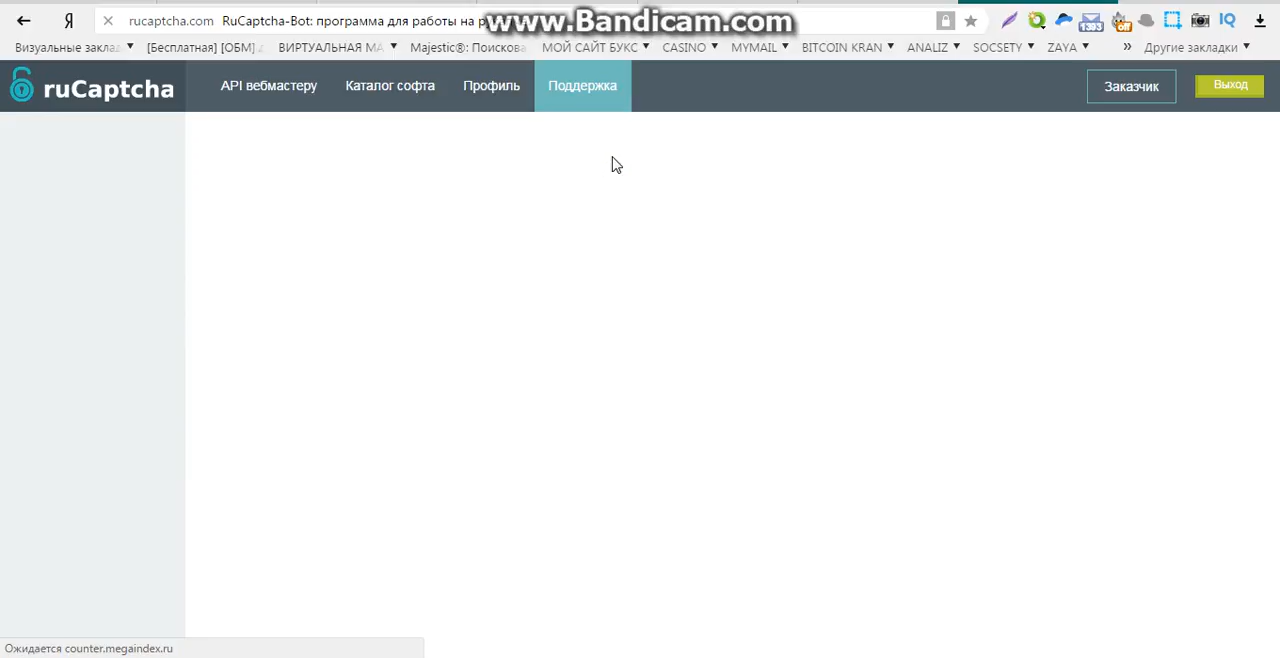 www.Bandicam.com
Я rucaptcha.com RuCaptcha-Bot: программа для работы на
Визуальные заклад [Бесплатная] [ОБМ] ВИРТУАЛЬНАЯ МА Majestic®: Поискова МОЙ САЙТ БУКС CASINO MYMAIL BITCOIN KRAN ANALIZ SOCSETY ZAYA » Другие закладки
ruCaptcha API вебмастеру Каталог софта Профиль Поддержка Заказчик Выход
Ожидается counter.megaindex.ru